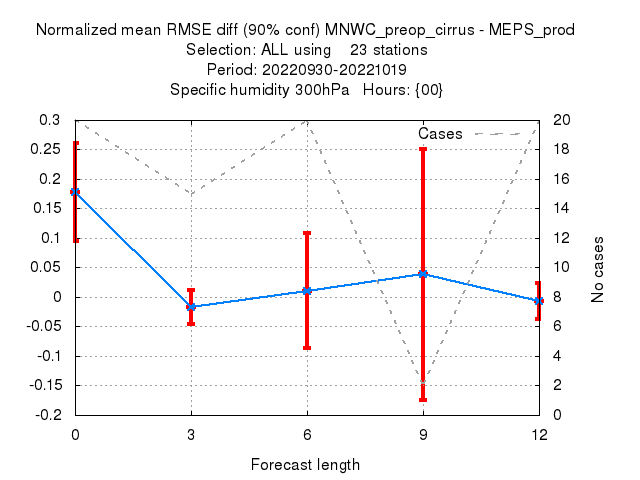 Normalized mean RMSE diff (90% conf) MNWC_preop_cirrus - MEPS_prod
Selection: ALL using 23 stations
Period: 20220930-20221019
Specific humidity 300hPa Hours: {00}
Cases
0.3
0.25
0.2
0.15
0.1
0.05
0
-0.05
-0.1
-0.15
-0.2
20
18
16
14
12
10
8
6
4
2
0
No cases
0 3 6 9 12
Forecast length